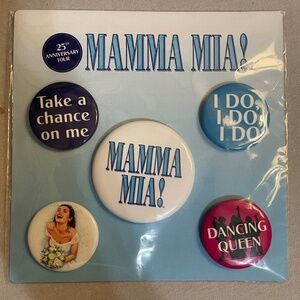 25TH
ANNIVERSARY
TOUR
MAMMA MIA!
Take a
chance
on me
I DO,
I DO,
I DO
MAMMA
MIA!
DANCING
QUEEN